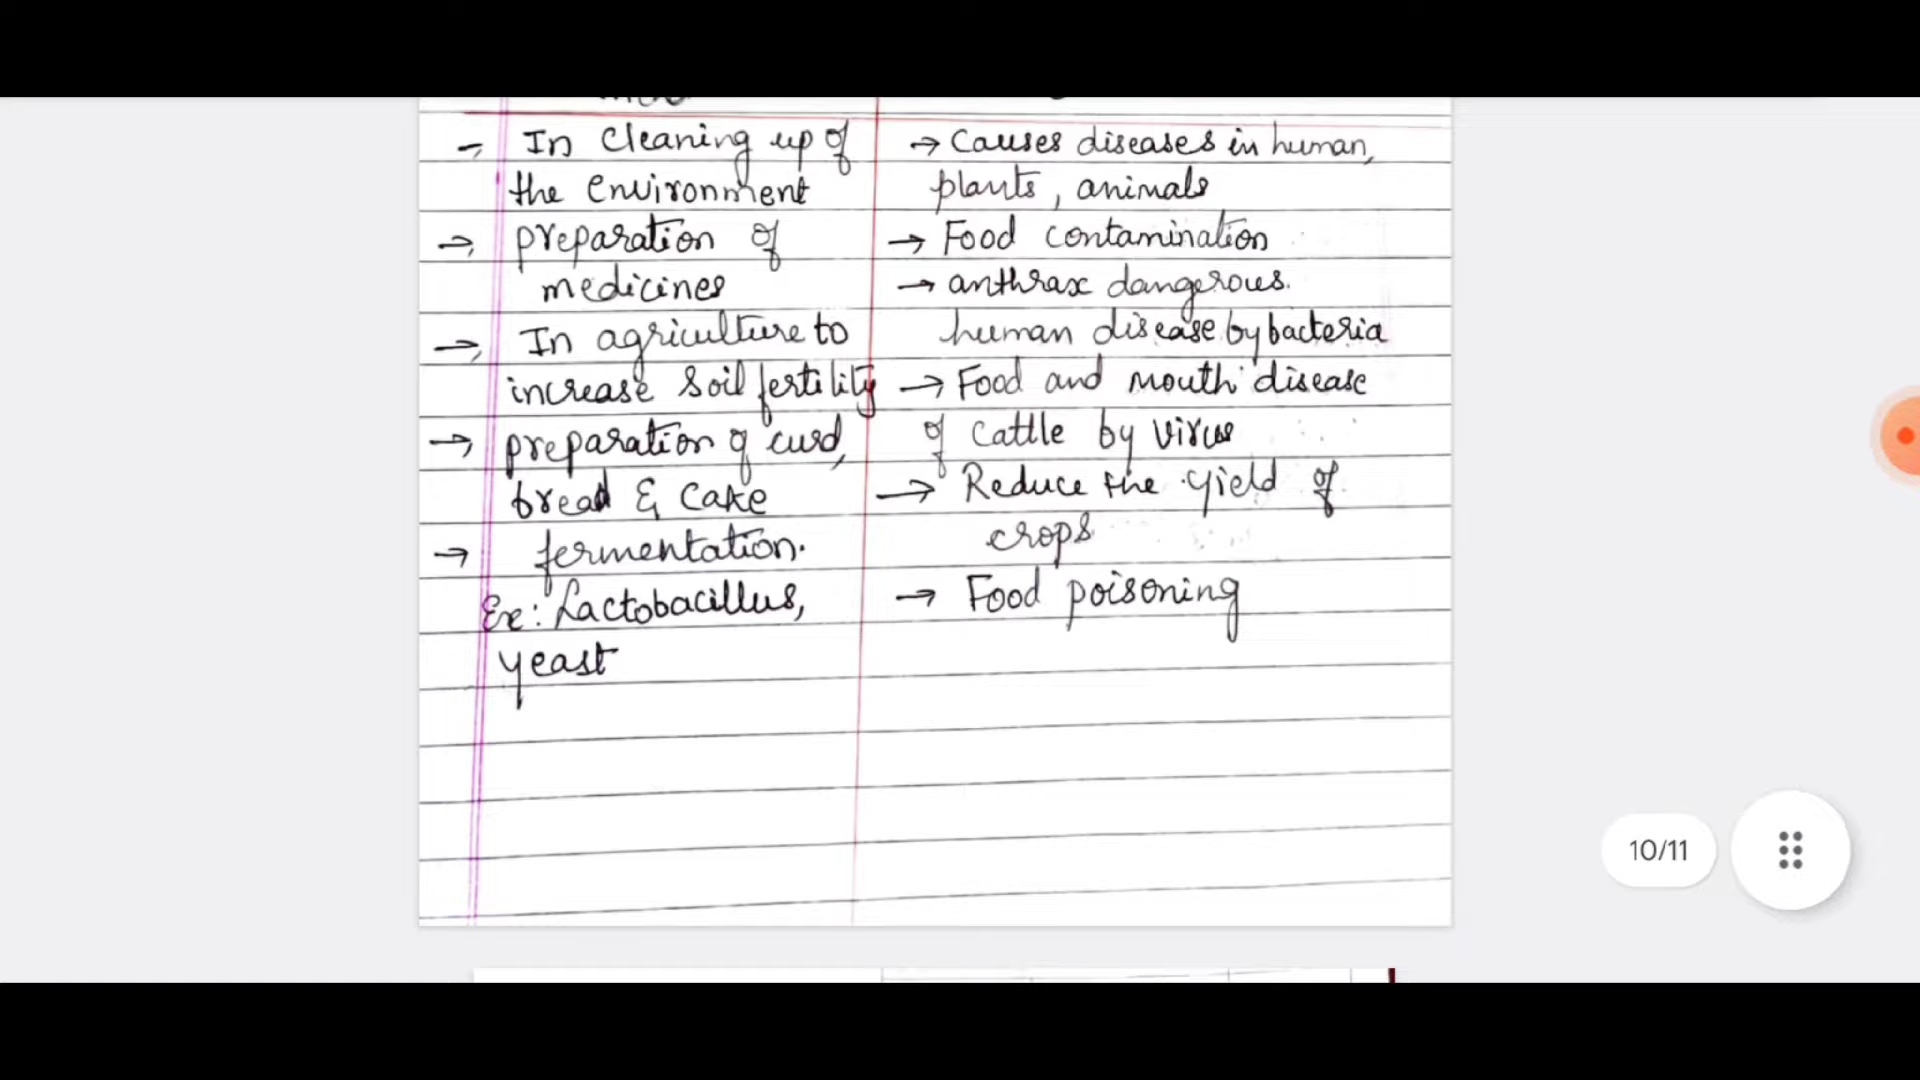 - In Cleaning up of
the Environment
→ preparation of
medicines
→ In agriculture to
increase Soil fertility
→ preparation of curd,
bread & Cake
→ fermentation.
Ex: Lactobacillus,
yeast
→ Causes diseases in human,
plants, animals
→ Food contamination
→ anthrax dangerous.
human disease by bacteria
→ Food and mouth disease
of Cattle by Virus
→ Reduce the yield of
crops
→ Food poisoning
10/11